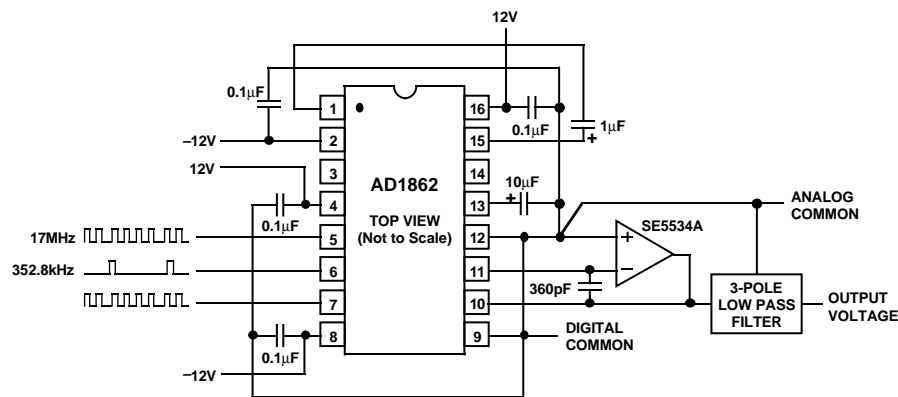 12V
0.1µF
1
16
0.1µF
1µF
+
–12V
2
15
12V
3
14
AD1862
10µF
+
4
13
0.1µF
TOP VIEW
(Not to Scale)
ANALOG
COMMON
SE5534A
17MHz
5
12
+
352.8kHz
6
11
–
360pF
7
10
3-POLE
LOW PASS
FILTER
OUTPUT
VOLTAGE
8
9
0.1µF
DIGITAL
COMMON
–12V